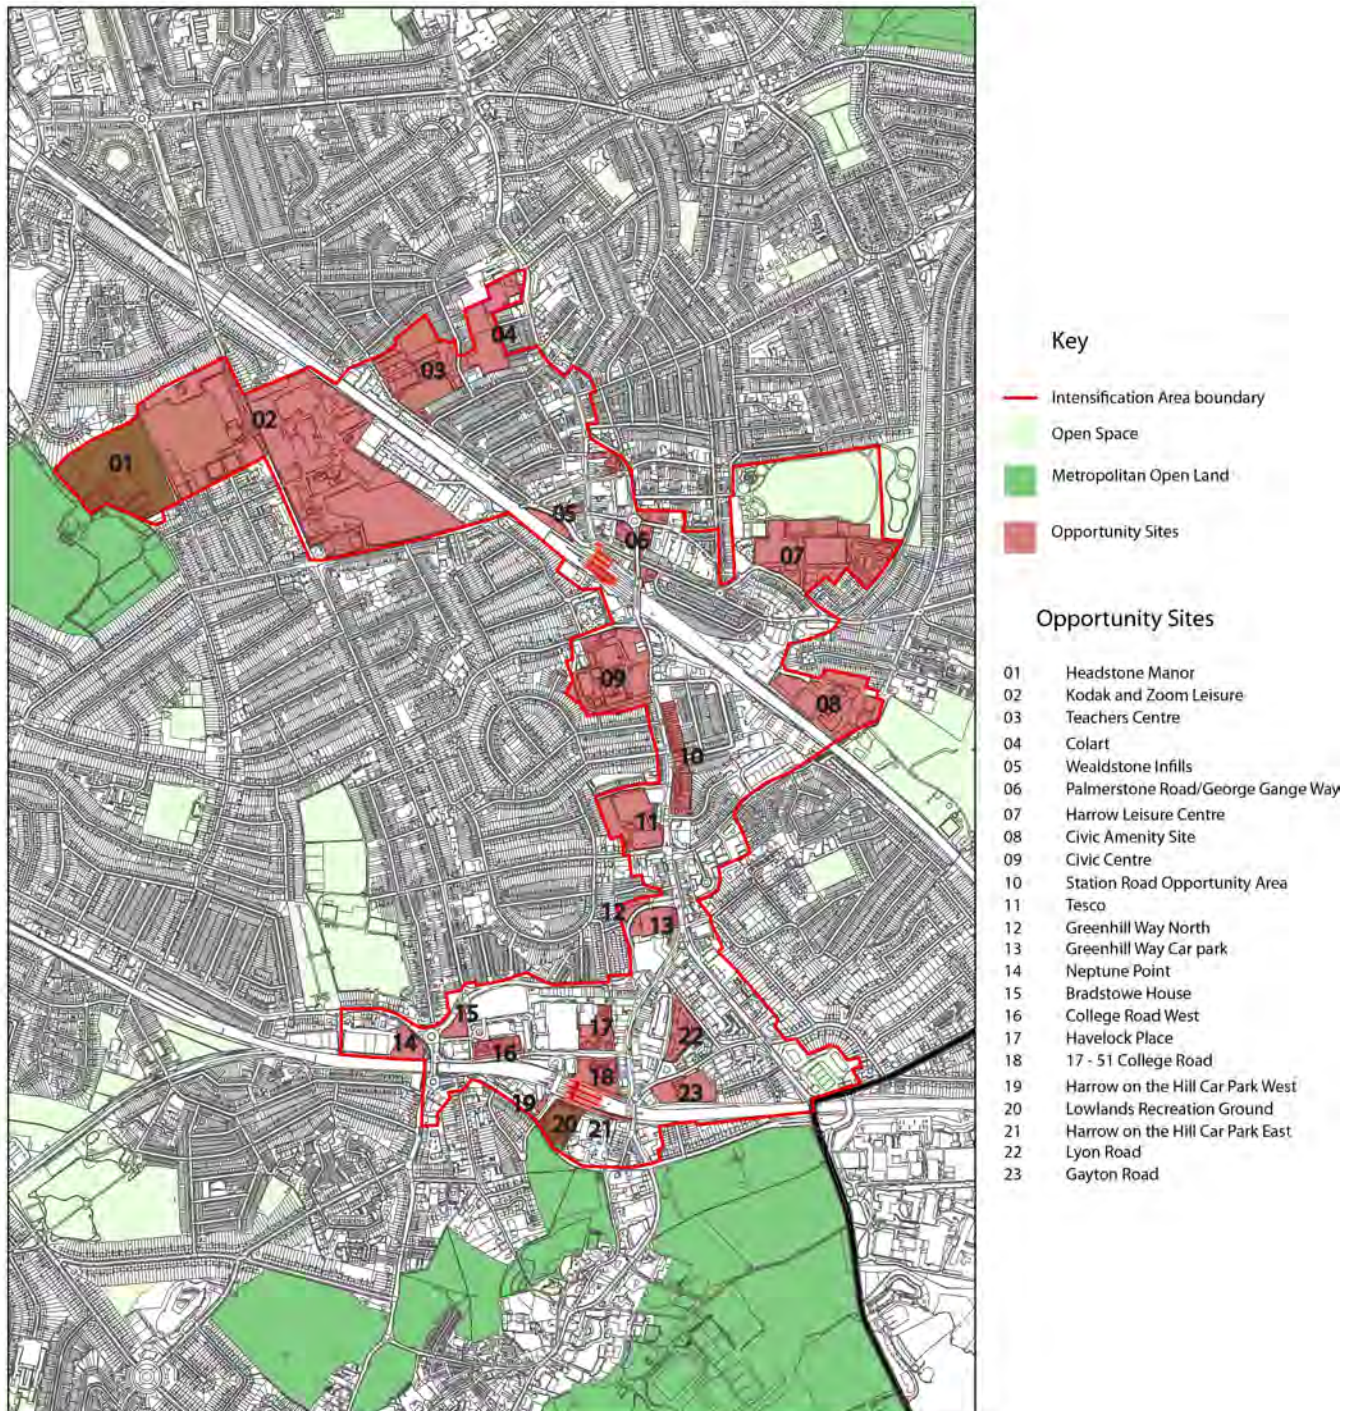 01
02
03
04
05
06
07
08
09
10
11
12
13
14
15
16
17
18
19
20
21
22
23
Key
Intensification Area boundary
Open Space
Metropolitan Open Land
Opportunity Sites
Opportunity Sites
01 Headstone Manor
02 Kodak and Zoom Leisure
03 Teachers Centre
04 Colart
05 Wealdstone Infills
06 Palmerstone Road/George Gange Way
07 Harrow Leisure Centre
08 Civic Amenity Site
09 Civic Centre
10 Station Road Opportunity Area
11 Tesco
12 Greenhill Way North
13 Greenhill Way Car park
14 Neptune Point
15 Bradstowe House
16 College Road West
17 Havelock Place
18 17 - 51 College Road
19 Harrow on the Hill Car Park West
20 Lowlands Recreation Ground
21 Harrow on the Hill Car Park East
22 Lyon Road
23 Gayton Road